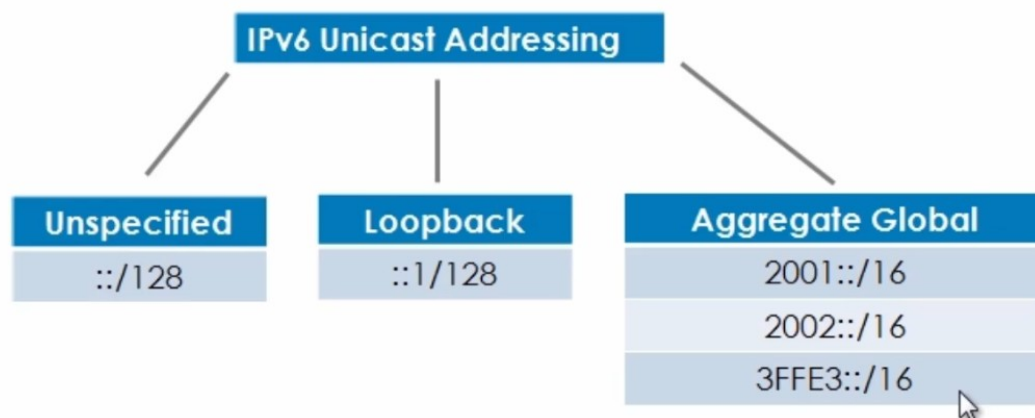 IPv6 Unicast Addressing
Unspecified
::/128
Loopback
::1/128
Aggregate Global
2001::/16
2002::/16
3FFE3::/16